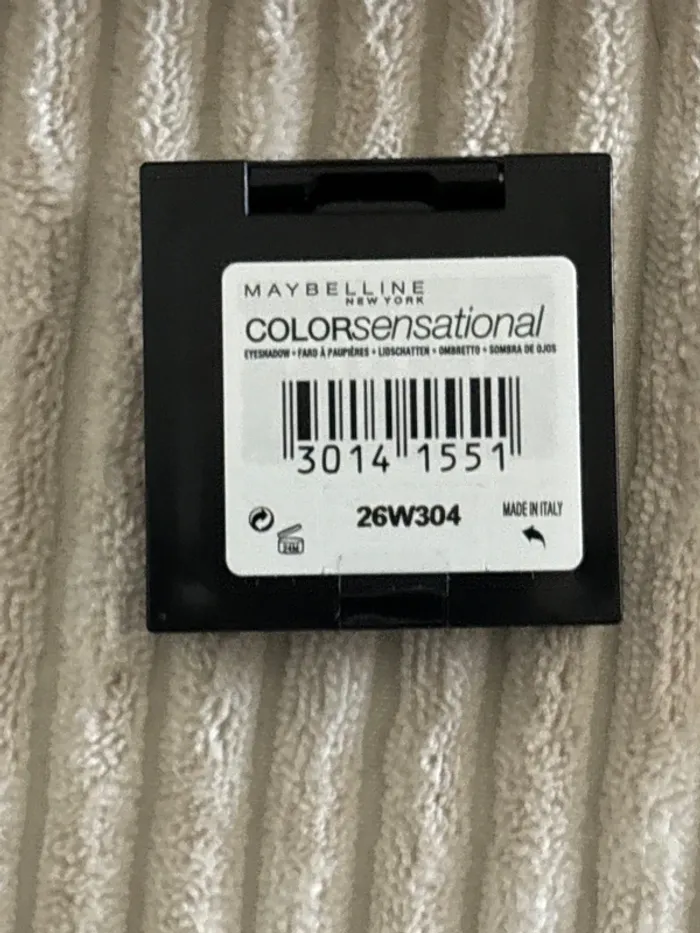 MAYBELLINE
NEW YORK
COLORsensational
EYESHADOW • FARD À PAUPIÈRES • LIDSCHATTEN • OMBRETTO • SOMBRA DE OJOS
3014 1551
26W304
MADE IN ITALY
24M